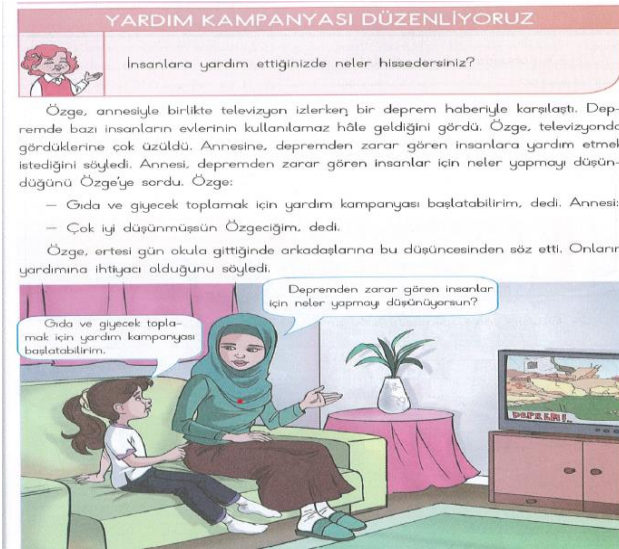 YARDIM KAMPANYASI DÜZENLİYORUZ
İnsanlara yardım ettiğinizde neler hissedersiniz?
Özge, annesiyle birlikte televizyon izlerken bir deprem haberiyle karşılaştı. Dep-
remde bazı insanların evlerinin kullanılamaz hâle geldiğini gördü. Özge, televizyonda
gördüklerine çok üzüldü. Annesine, depremden zarar gören insanlara yardım etmek
istediğini söyledi. Annesi, depremden zarar gören insanlar için neler yapmayı düşün-
düğünü Özge'ye sordu. Özge:
— Gıda ve giyecek toplamak için yardım kampanyası başlatabilirim, dedi. Annesi:
— Çok iyi düşünmüşsün Özgeciğim, dedi.
Özge, ertesi gün okula gittiğinde arkadaşlarına bu düşüncesinden söz etti. Onların
yardımına ihtiyacı olduğunu söyledi.
Depremden zarar gören insanlar
için neler yapmayı düşünüyorsun?
Gıda ve giyecek topla-
mak için yardım kampanyası
başlatabilirim.
DEPREM!..